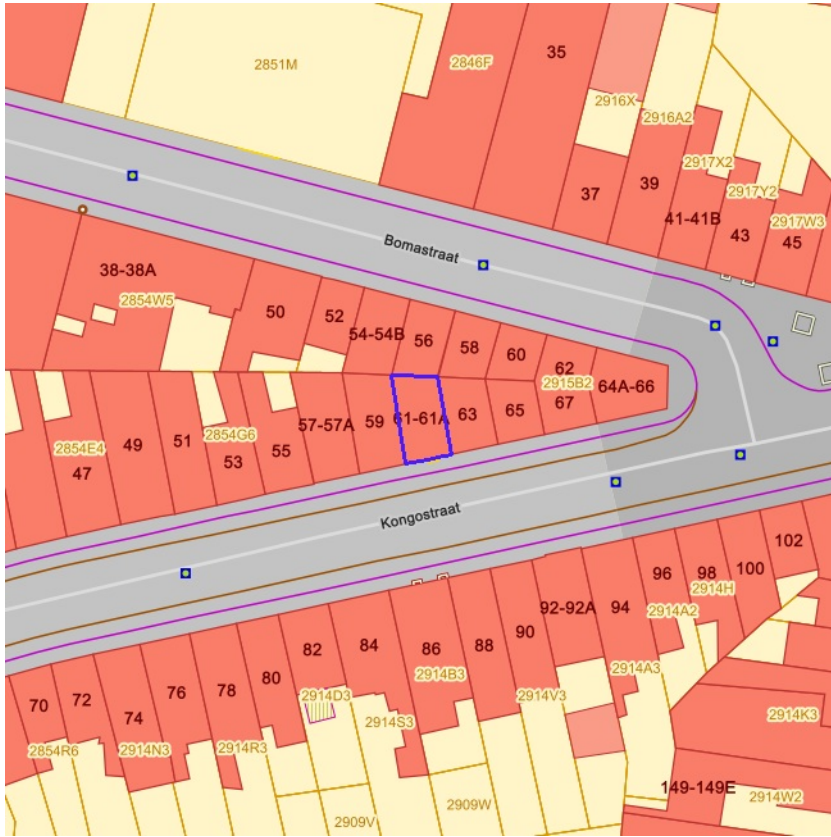 2851M
2846F
35
2916X
2916A2
37
39
2917X2
41-41B
2917Y2
43
2917W3
45
Bomastraat
38-38A
2854W5
50
52
54-54B
56
58
60
62
2915B2
67
64A-66
2854E4
47
49
51
2854G6
53
55
57-57A
59
61-61A
63
65
Kongostraat
70
72
74
76
78
80
82
84
86
88
90
92-92A
94
96
98
100
102
2914H
2914A2
2914A3
2914B3
2914V3
2914D3
2914S3
2914K3
2854R6
2914N3
2914R3
2909V
2909W
149-149E
2914W2